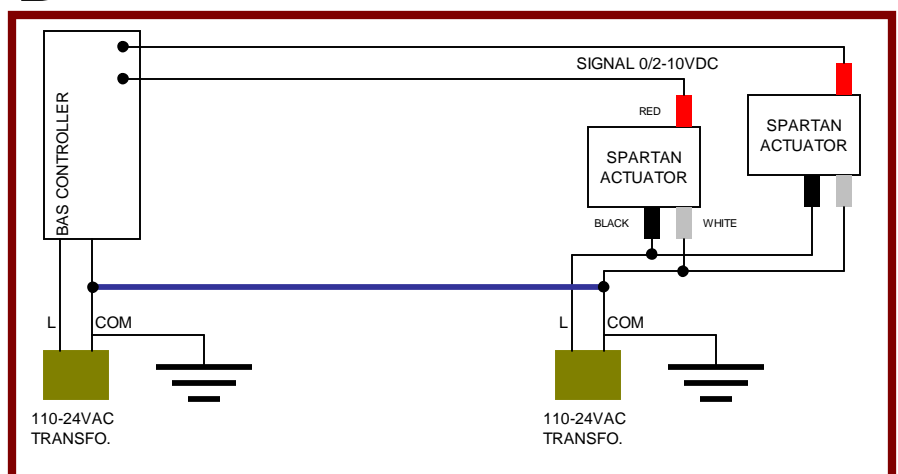 BAS CONTROLLER
SIGNAL 0/2-10VDC
RED
SPARTAN
ACTUATOR
SPARTAN
ACTUATOR
BLACK
WHITE
L
COM
L
COM
110-24VAC
TRANSFO.
110-24VAC
TRANSFO.